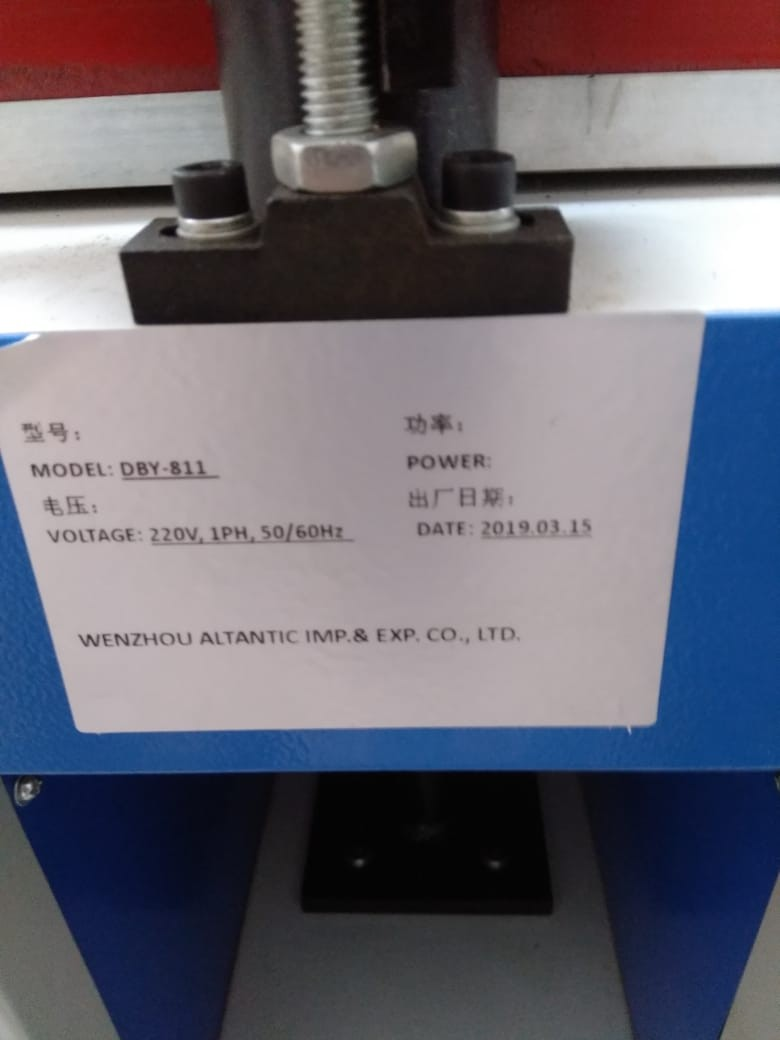 型号：
MODEL: DBY-811
电压：
VOLTAGE: 220V, 1PH, 50/60Hz
功率：
POWER:
出厂日期：
DATE: 2019.03.15
WENZHOU ALTANTIC IMP.& EXP. CO., LTD.